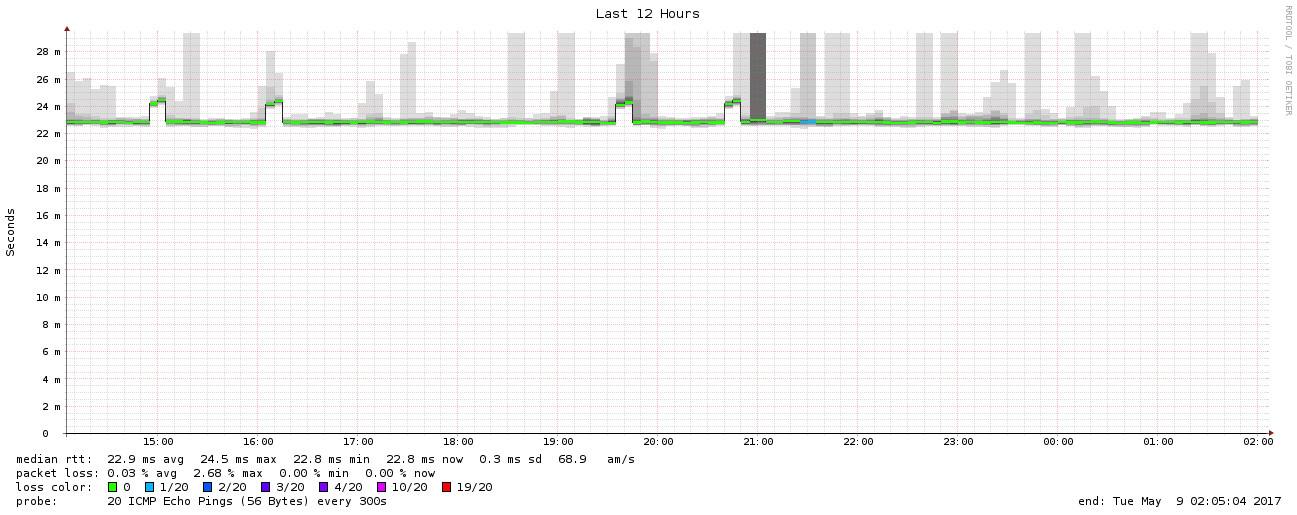 Last 12 Hours
RRDTOOL / TOBI OETIKER
Seconds
28 m
26 m
24 m
22 m
20 m
18 m
16 m
14 m
12 m
10 m
8 m
6 m
4 m
2 m
0
15:00 16:00 17:00 18:00 19:00 20:00 21:00 22:00 23:00 00:00 01:00 02:00
median rtt: 22.9 ms avg 24.5 ms max 22.8 ms min 22.8 ms now 0.3 ms sd 68.9 am/s
packet loss: 0.03 % avg 2.68 % max 0.00 % min 0.00 % now
loss color: 0 1/20 2/20 3/20 4/20 10/20 19/20
probe: 20 ICMP Echo Pings (56 Bytes) every 300s end: Tue May 9 02:05:04 2017